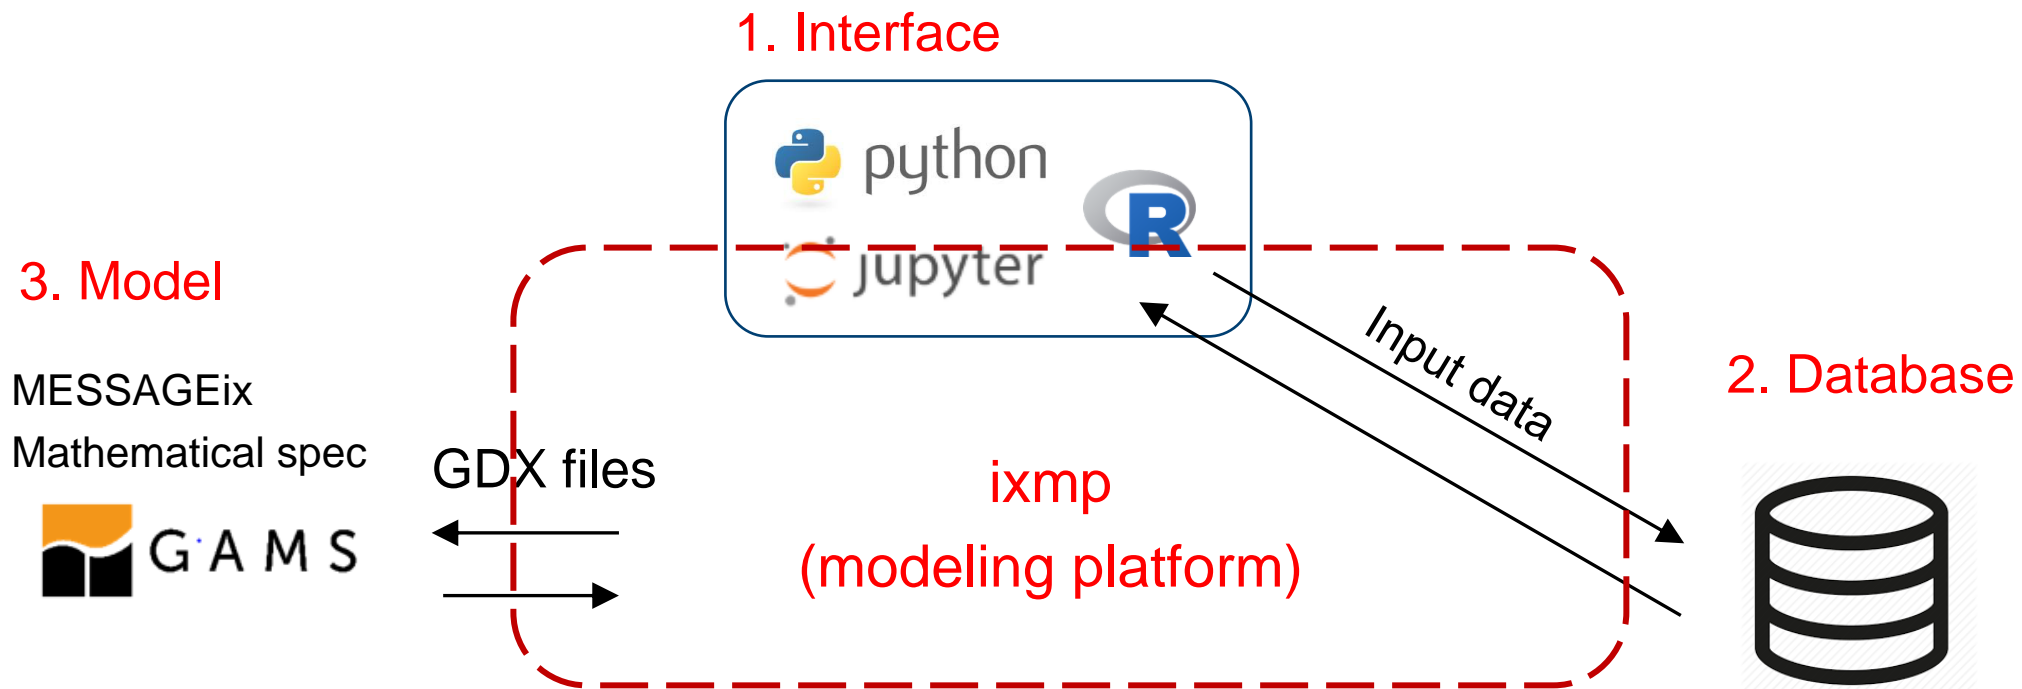 1. Interface
python
R
jupyter
3. Model
MESSAGEix
Mathematical spec
GAMS
GDX files
ixmp
(modeling platform)
Input data
2. Database